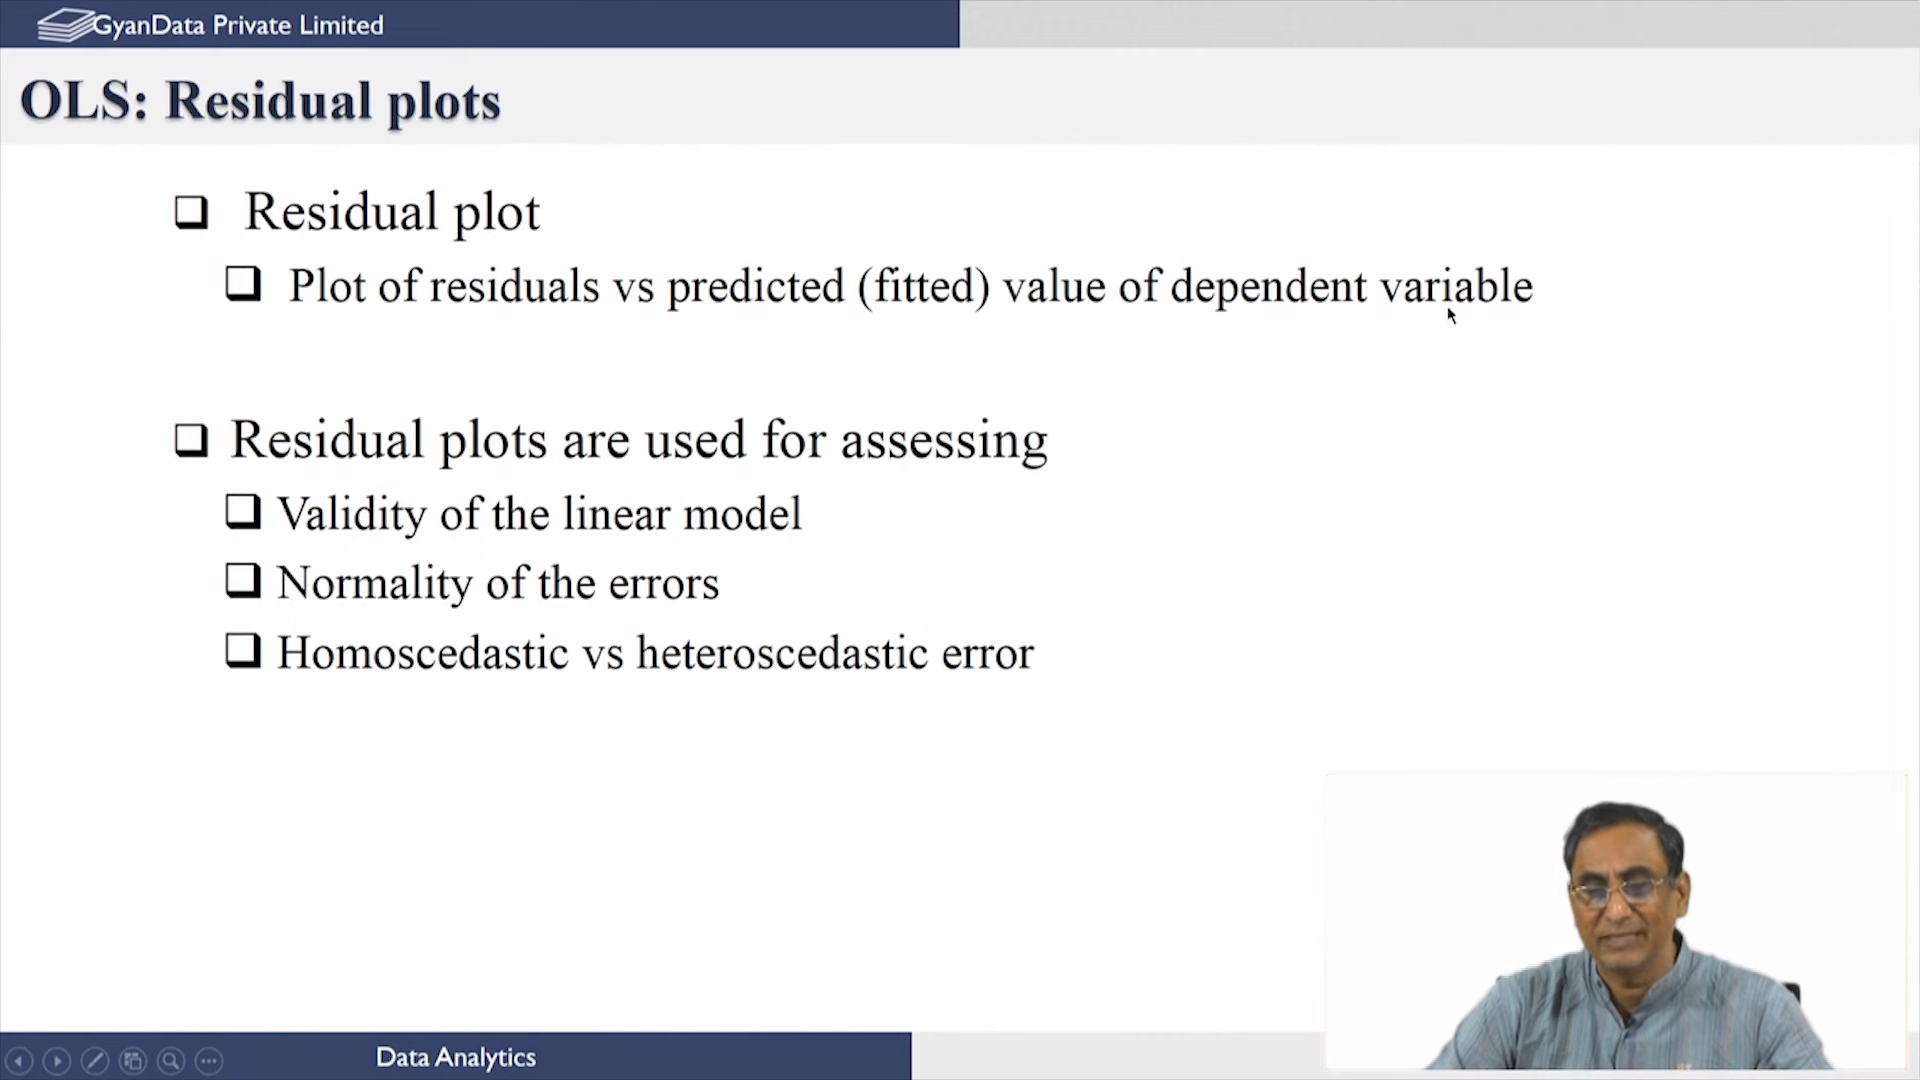 GyanData Private Limited
OLS: Residual plots
Residual plot
Plot of residuals vs predicted (fitted) value of dependent variable
Residual plots are used for assessing
Validity of the linear model
Normality of the errors
Homoscedastic vs heteroscedastic error
Data Analytics